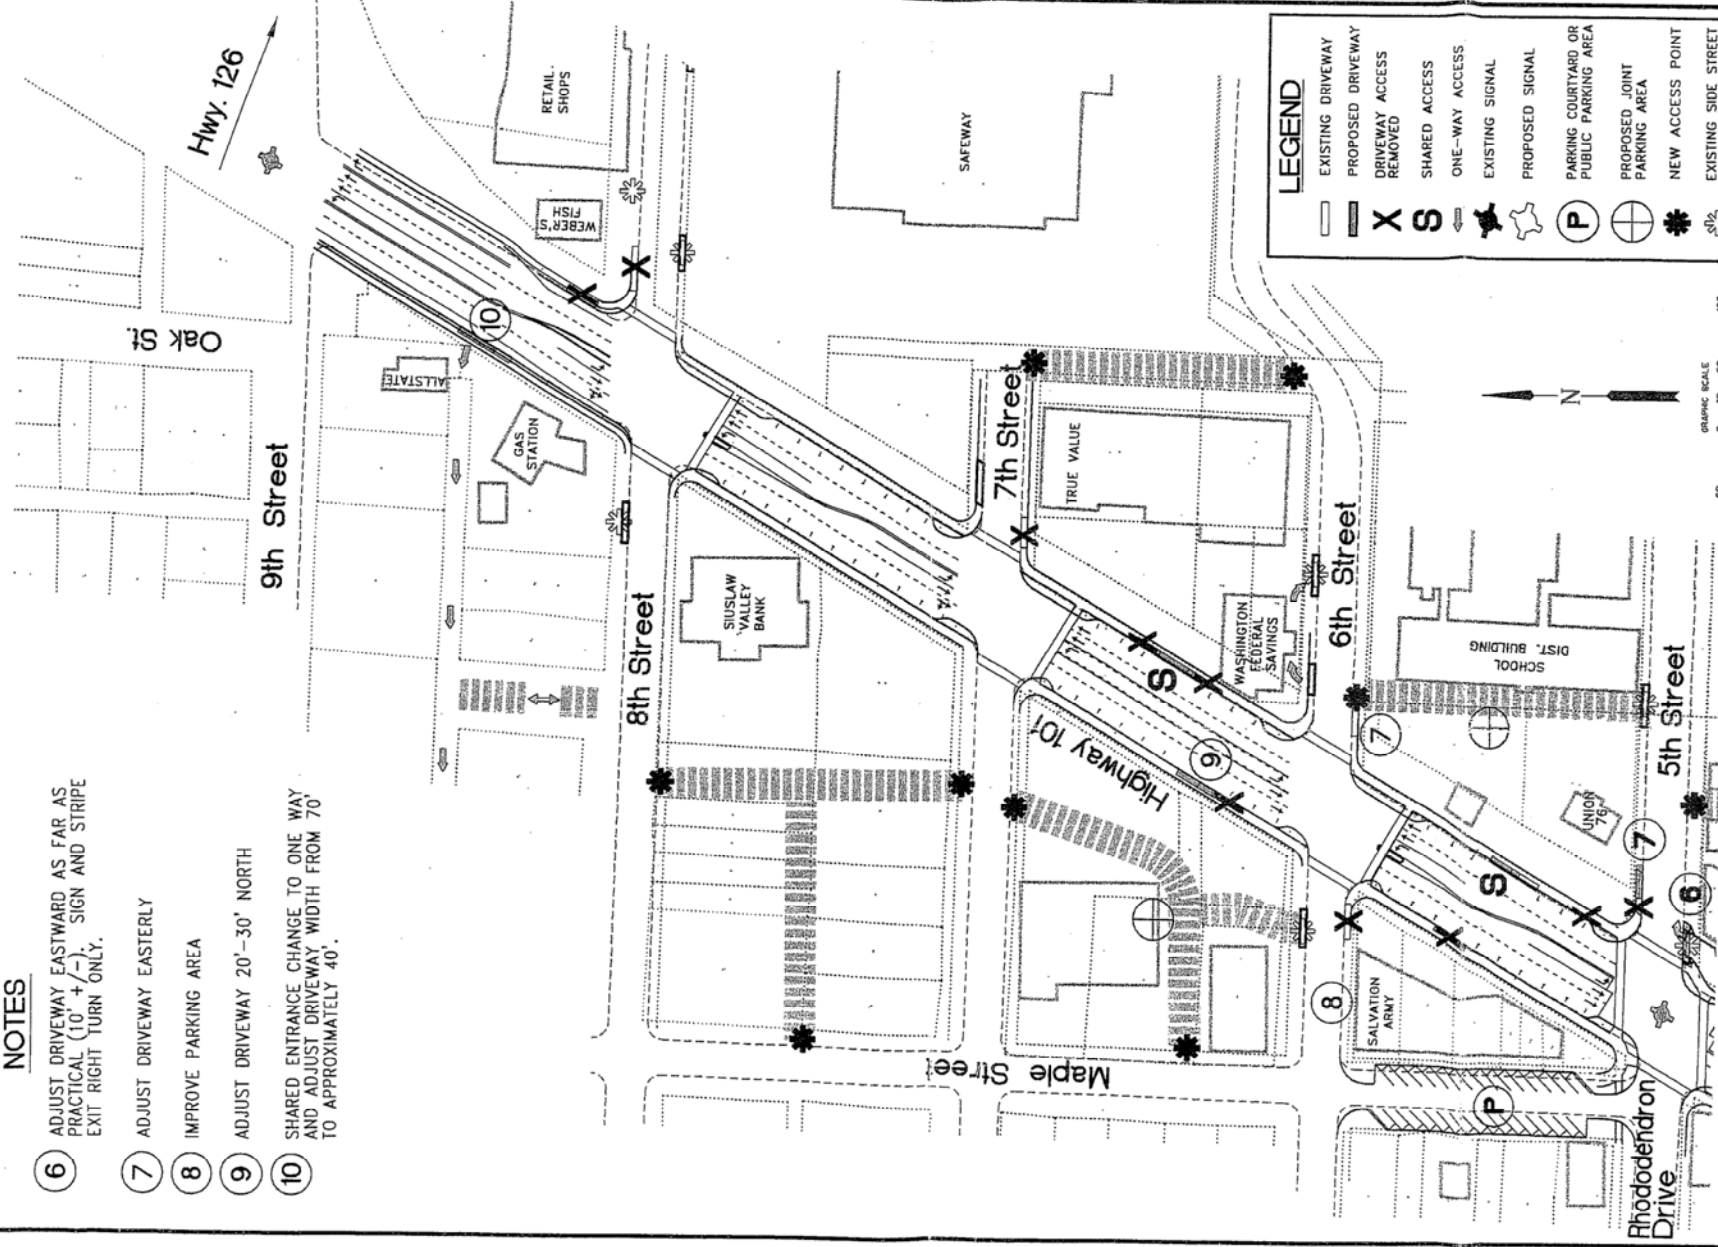 NOTES
6 ADJUST DRIVEWAY EASTWARD AS FAR AS
PRACTICAL (10' +/-). SIGN AND STRIPE
EXIT RIGHT TURN ONLY.
7 ADJUST DRIVEWAY EASTERLY
8 IMPROVE PARKING AREA
9 ADJUST DRIVEWAY 20'-30' NORTH
10 SHARED ENTRANCE CHANGE TO ONE WAY
AND ADJUST DRIVEWAY WIDTH FROM 70'
TO APPROXIMATELY 40'.
Hwy. 126
Oak St.
9th Street
RETAIL
SHOPS
WEBER'S
FISH
10
ALLSTATE
GAS
STATION
SAFEWAY
8th Street
SIUSLAW
VALLEY
BANK
7th Street
TRUE VALUE
WASHINGTON
FEDERAL
SAVINGS
S
Highway 101
9
6th Street
7
SCHOOL
DIST. BUILDING
UNION
76
S
7
5th Street
6
8
SALVATION
ARMY
Maple Street
P
Rhododendron
Drive
N
GRAPHIC SCALE
LEGEND
EXISTING DRIVEWAY
PROPOSED DRIVEWAY
X DRIVEWAY ACCESS
REMOVED
S SHARED ACCESS
ONE-WAY ACCESS
EXISTING SIGNAL
PROPOSED SIGNAL
P PARKING COURTYARD OR
PUBLIC PARKING AREA
PROPOSED JOINT
PARKING AREA
NEW ACCESS POINT
EXISTING SIDE STREET